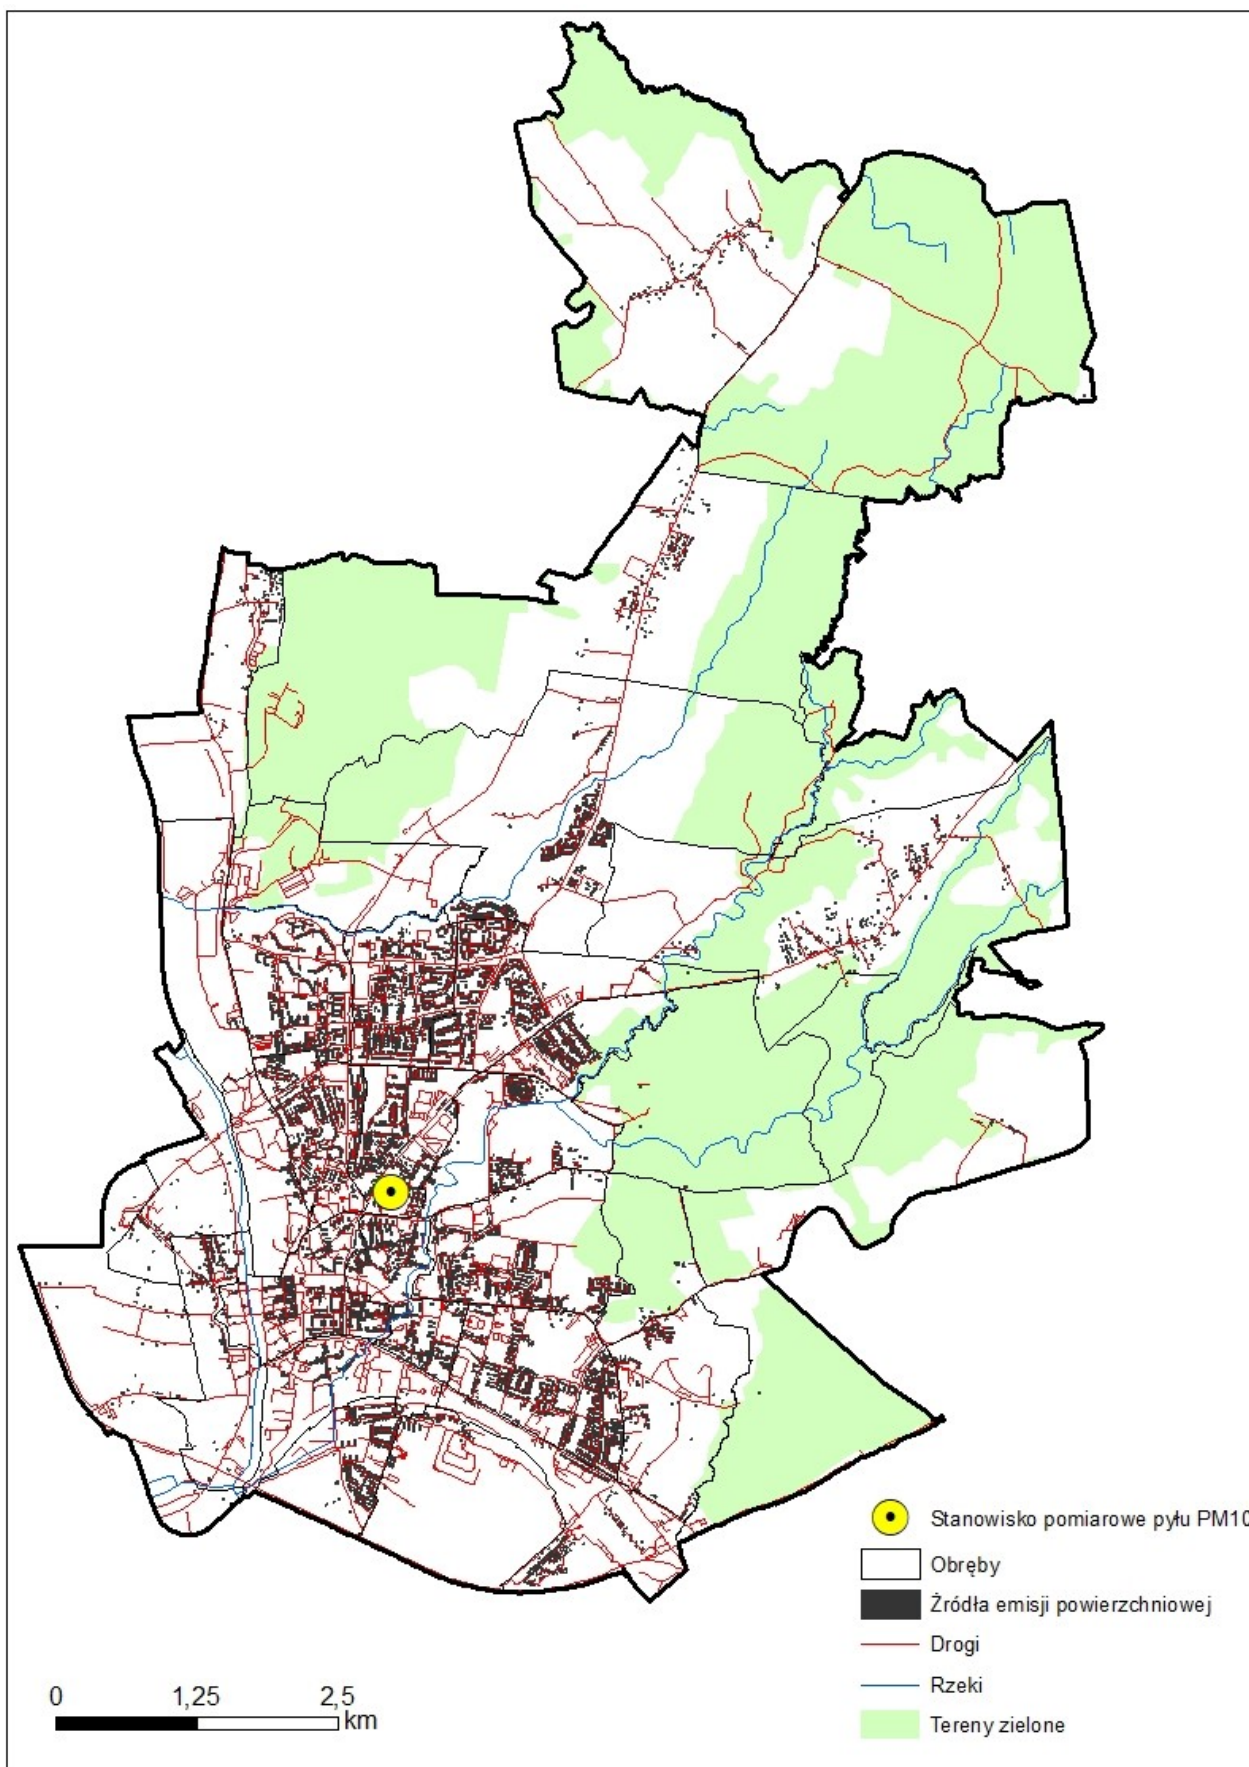 Stanowisko pomiarowe pyłu PM10
Obręby
Źródła emisji powierzchniowej
Drogi
Rzeki
Tereny zielone
0 1,25 2,5
km